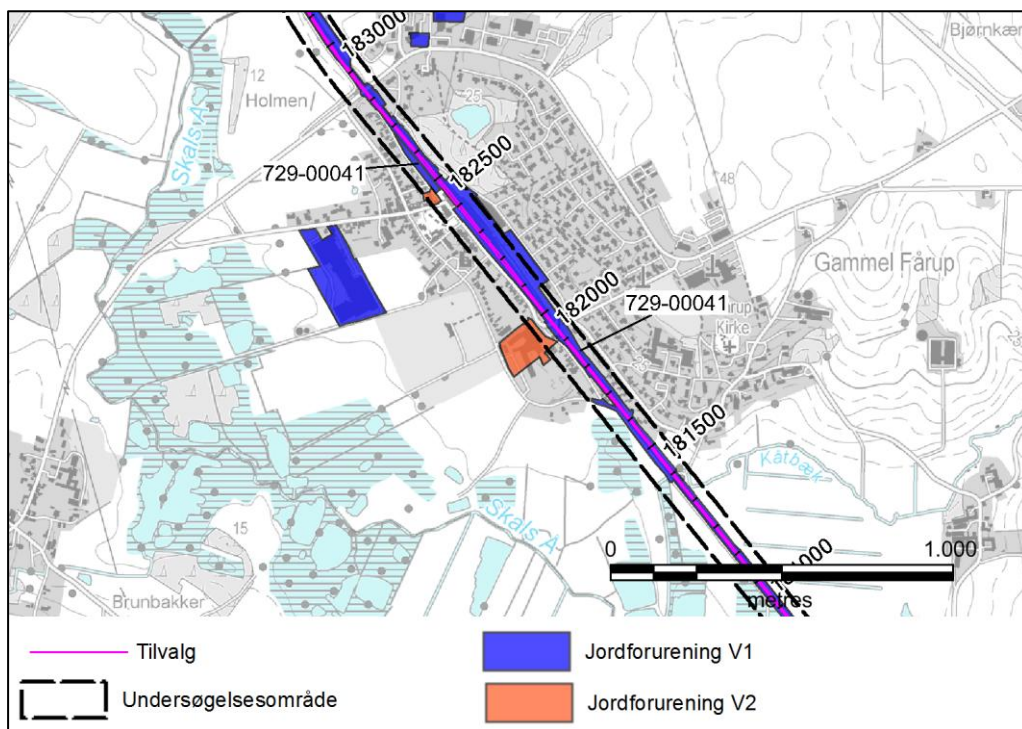 183000
Bjørnkær
12
Holmen
25
Skals Å
182500
729-00041
48
Gammel Fårup
182000
729-00041
Kirke
181500
Kåtbæk
Skals Å
15
0
1.000
metres
Brunbakker
Tilvalg
Jordforurening V1
Undersøgelsesområde
Jordforurening V2